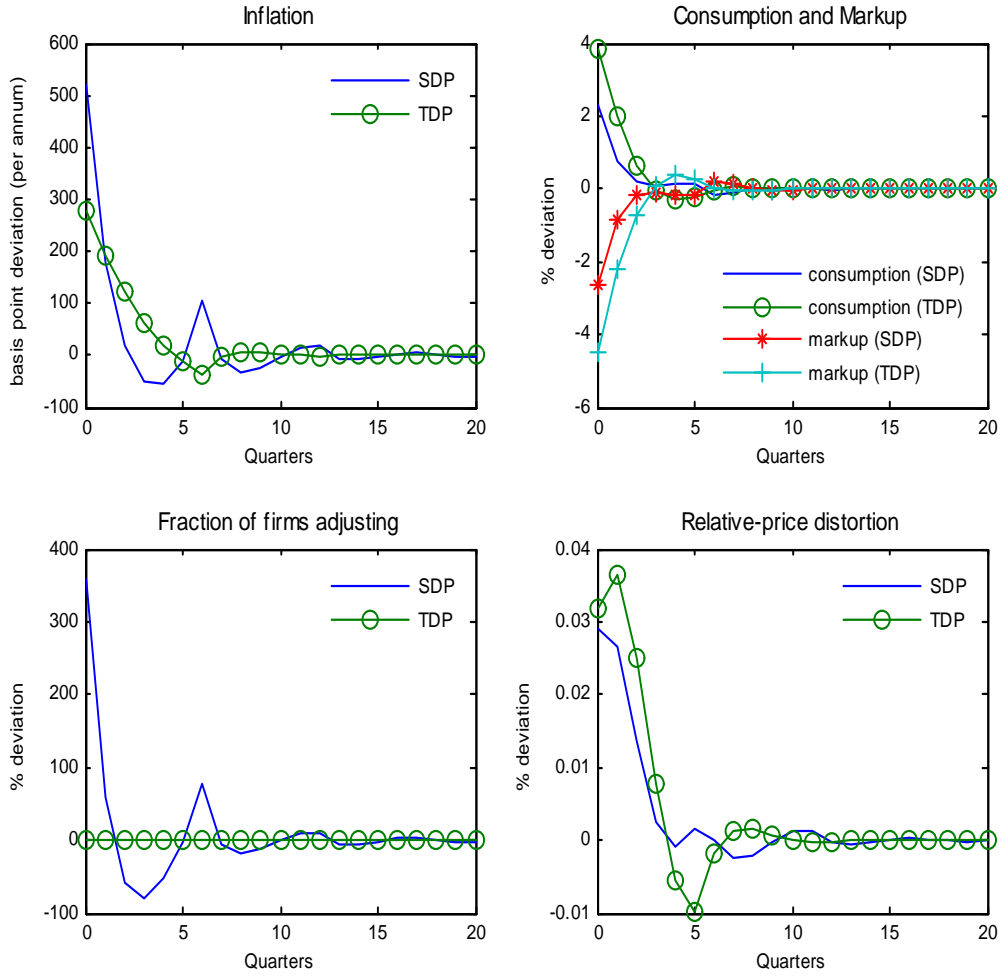 Inflation
600
500
400
300
200
100
0
-100
basis point deviation (per annum)
SDP
TDP
0 5 10 15 20
Quarters
Consumption and Markup
4
2
0
-2
-4
-6
% deviation
consumption (SDP)
consumption (TDP)
markup (SDP)
markup (TDP)
0 5 10 15 20
Quarters
Fraction of firms adjusting
400
300
200
100
0
-100
% deviation
SDP
TDP
0 5 10 15 20
Quarters
Relative-price distortion
0.04
0.03
0.02
0.01
0
-0.01
% deviation
SDP
TDP
0 5 10 15 20
Quarters